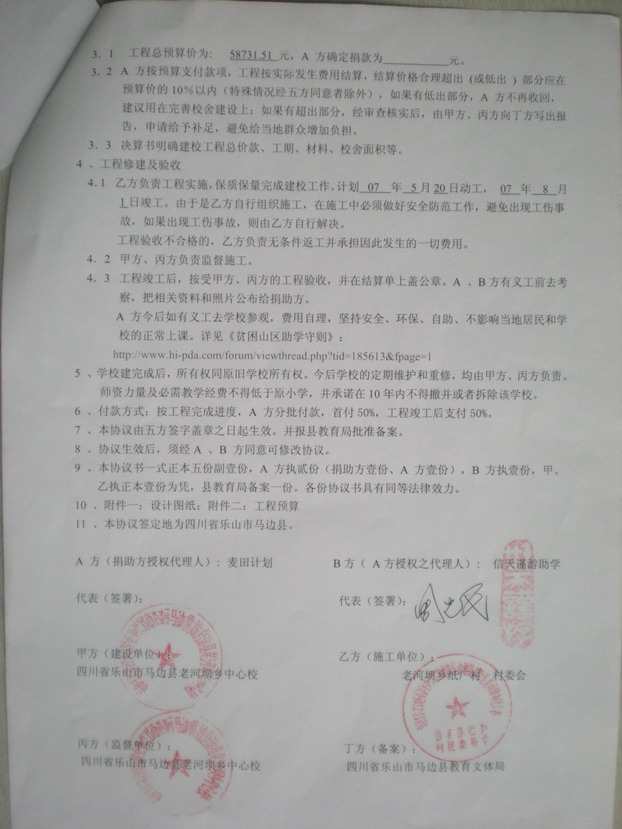 3. 1 工程总预算价为: 58731.51 元,A 方确定捐款为____________元。
3. 2 A 方按预算支付款项,工程按实际发生费用结算,结算价格合理超出 (或低出 ) 部分应在
预算价的 10%以内(特殊情况经五方同意者除外),如果有低出部分,A 方不再收回,
建议用在完善校舍建设上;如果有超出部分,经审查核实后,由甲方、丙方向丁方写出报
告,申请给予补足,避免给当地群众增加负担。
3. 3 决算书明确建校工程总价款、工期、材料、校舍面积等。
4 、工程修建及验收
4. 1 乙方负责工程实施,保质保量完成建校工作。计划 07 年 5 月 20 日动工, 07 年 8 月
1 日竣工。由于是乙方自行组织施工,在施工中必须做好安全防范工作,避免出现工伤事
故,如果出现工伤事故,则由乙方自行解决。
工程验收不合格的,乙方负责无条件返工并承担因此发生的一切费用。
4. 2 甲方、丙方负责监督施工。
4. 3 工程竣工后,按受甲方、丙方的工程验收,并在结算单上盖公章。A 、B 方有义工前去考
察,把相关资料和照片公布给捐助方。
A 方今后如有义工去学校参观,费用自理,坚持安全、环保、自助、不影响当地居民和学
校的正常上课。详见《贫困山区助学守则》:
http://www.hi-pda.com/forum/viewthread.php?tid=185613&fpage=1
5 、学校建完成后,所有权同原旧学校所有权。今后学校的定期维护和重修,均由甲方、丙方负责。
师资力量及必需教学经费不得低于原小学,并承诺在 10 年内不得撤并或者拆除该学校。
6 、付款方式:按工程完成进度,A 方分批付款,首付 50%,工程竣工后支付 50%。
7 、本协议由五方签字盖章之日起生效。并报县教育局批准备案。
8 、协议生效后,须经 A 、B 方同意可修改协议。
9 、本协议书一式正本五份副壹份,A 方执贰份(捐助方壹份、A 方壹份),B 方执壹份,甲、
乙执正本壹份为凭,县教育局备案一份。各份协议书具有同等法律效力。
10 、附件一:设计图纸;附件二:工程预算
11 、本协议签定地为四川省乐山市马边县。
A 方(捐助方授权代理人): 麦田计划 B 方( A 方授权之代理人): 信天谨游助学
代表(签署): 代表(签署):
甲方(建设单位): 乙方(施工单位):
四川省乐山市马边县老河坝乡中心校 老河坝乡纸厂村 村委会
丙方(监督单位): 丁方(备案):
四川省乐山市马边县老河坝乡中心校 四川省乐山市马边县教育文体局